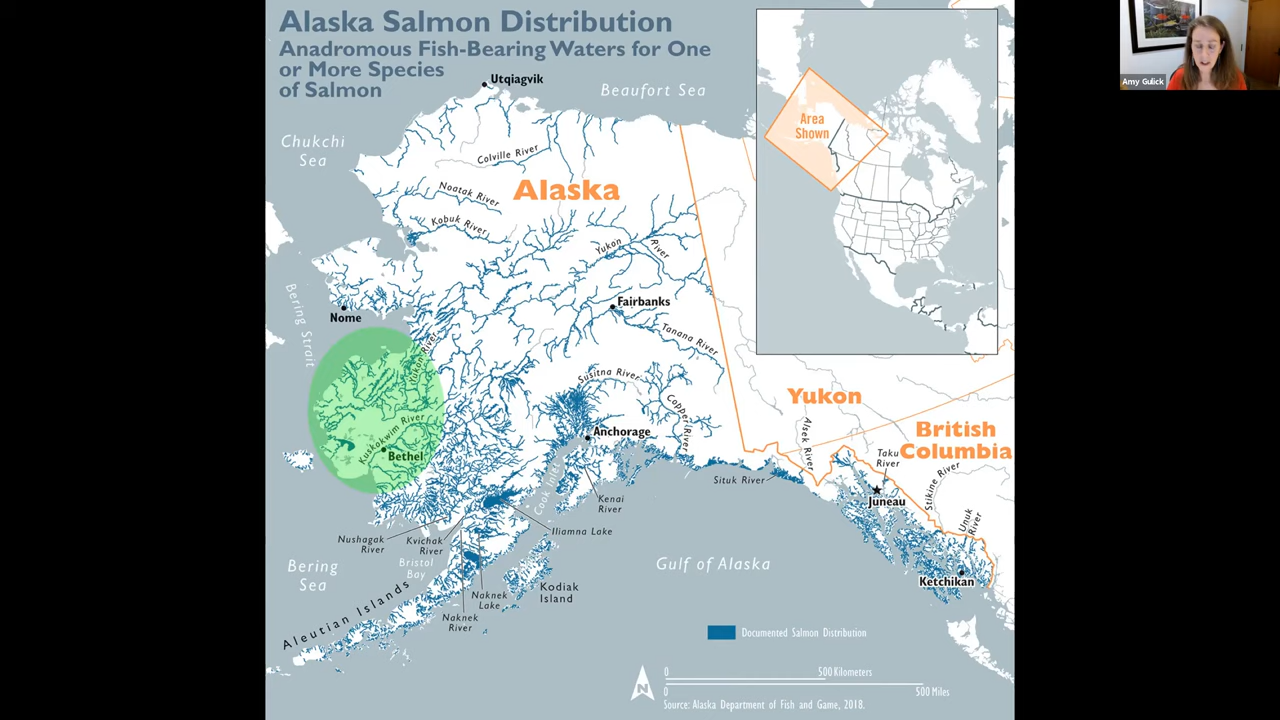 Alaska Salmon Distribution
Anadromous Fish-Bearing Waters for One
or More Species
of Salmon
Utqiagvik
Beaufort Sea
Chukchi
Sea
Colville River
Alaska
Noatak River
Kobuk River
Yukon
River
Bering Strait
Nome
Fairbanks
Tanana River
Yukon River
Susitna River
Copper River
Kuskokwim River
Bethel
Anchorage
Cook Inlet
Kenai
River
Iliamna Lake
Nushagak
River
Kvichak
River
Bristol
Bay
Bering
Sea
Naknek
Lake
Naknek
River
Kodiak
Island
Aleutian Islands
Gulf of Alaska
Situk River
Alsek River
Yukon
British
Columbia
Taku
River
Juneau
Stikine River
Unuk
River
Ketchikan
Area
Shown
Documented Salmon Distribution
N
0
500 Kilometers
0
500 Miles
Source: Alaska Department of Fish and Game, 2018.
Amy Gulick